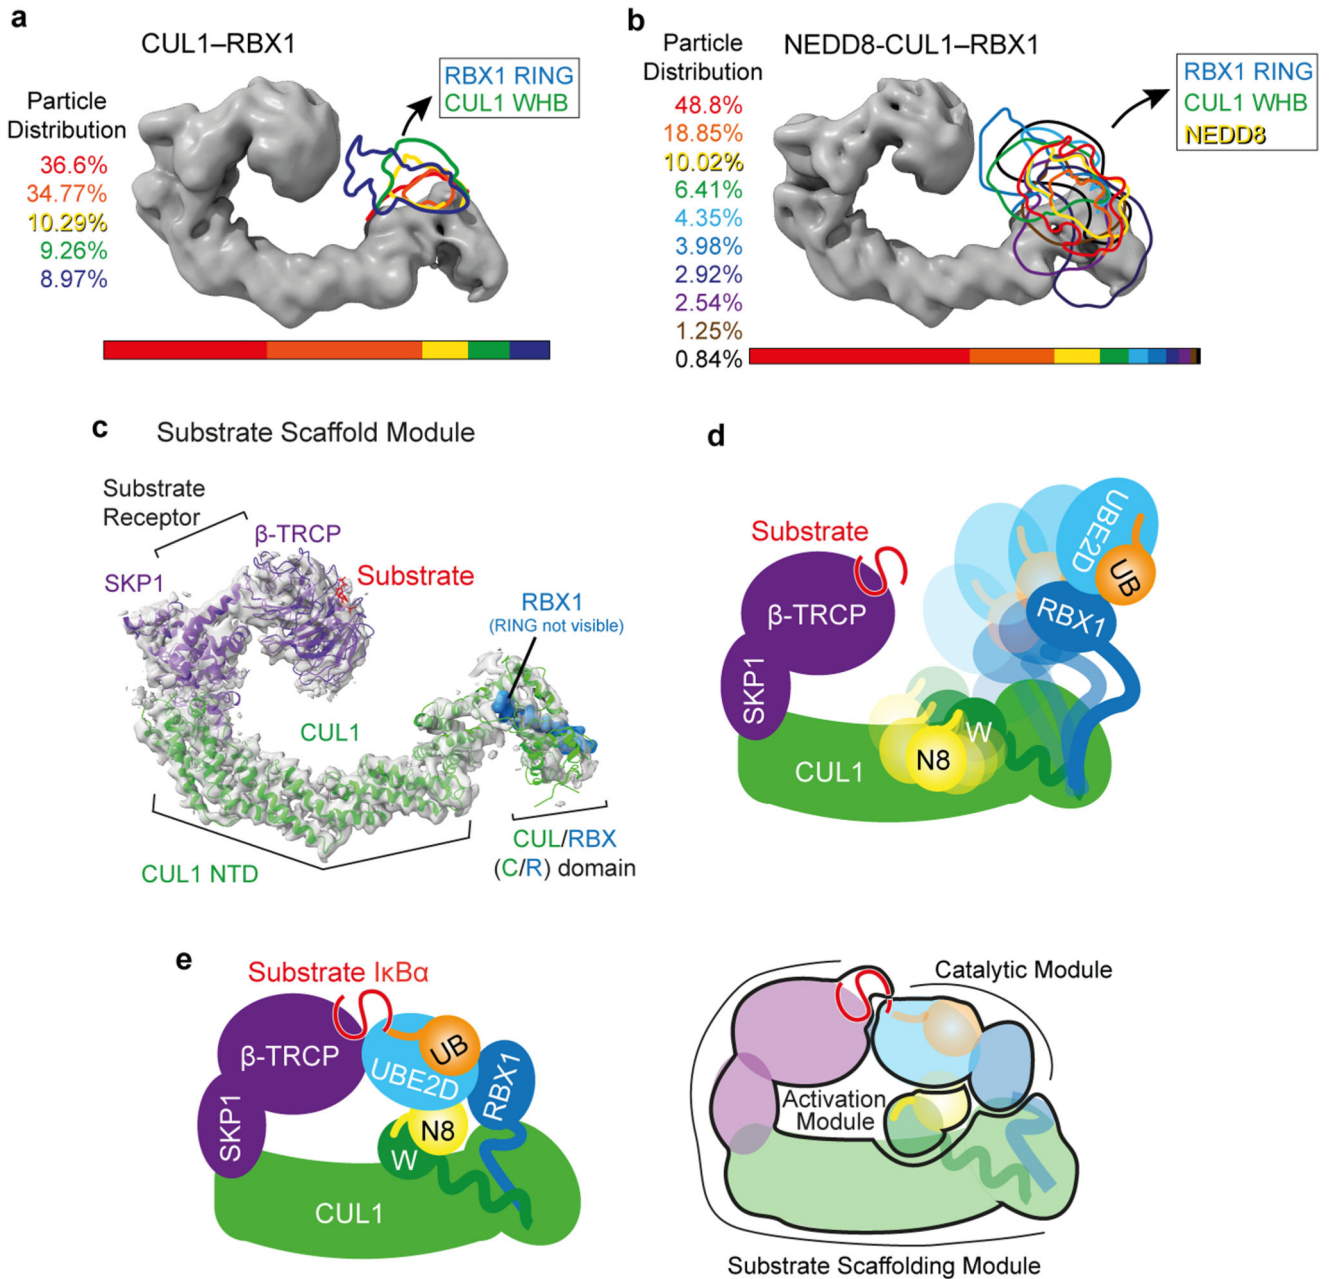 a
CUL1–RBX1
RBX1 RING
CUL1 WHB
Particle
Distribution
36.6%
34.77%
10.29%
9.26%
8.97%
b
Particle
Distribution
NEDD8-CUL1–RBX1
RBX1 RING
CUL1 WHB
NEDD8
48.8%
18.85%
10.02%
6.41%
4.35%
3.98%
2.92%
2.54%
1.25%
0.84%
c
Substrate Scaffold Module
Substrate
Receptor
β-TRCP
SKP1
Substrate
RBX1
(RING not visible)
CUL1
CUL1 NTD
CUL/RBX
(C/R) domain
d
Substrate
β-TRCP
SKP1
UBE2D
UB
RBX1
W
N8
CUL1
e
Substrate IκBα
β-TRCP
SKP1
UB
UBE2D
RBX1
N8
W
CUL1
Catalytic Module
Activation
Module
Substrate Scaffolding Module